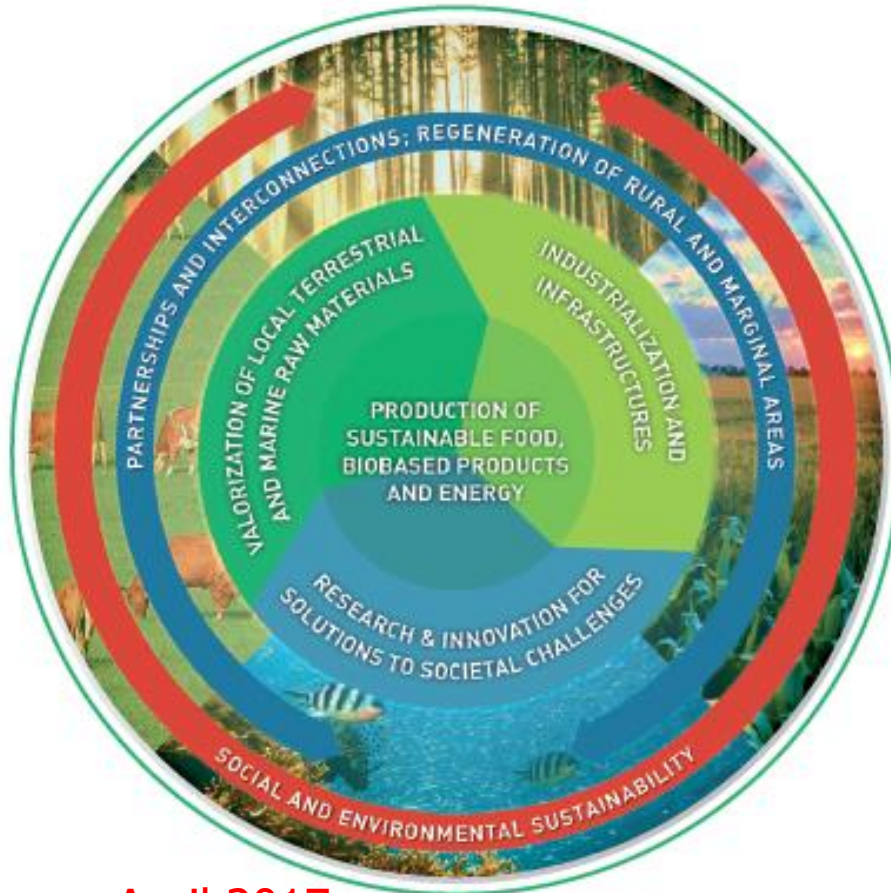 PARTNERSHIPS AND INTERCONNECTIONS; REGENERATION OF RURAL AND MARGINAL AREAS
VALORIZATION OF LOCAL TERRESTRIAL
AND MARINE RAW MATERIALS
INDUSTRIALIZATION AND
INFRASTRUCTURES
PRODUCTION OF
SUSTAINABLE FOOD,
BIOBASED PRODUCTS
AND ENERGY
RESEARCH & INNOVATION FOR
SOLUTIONS TO SOCIETAL CHALLENGES
SOCIAL AND ENVIRONMENTAL SUSTAINABILITY
April 2017